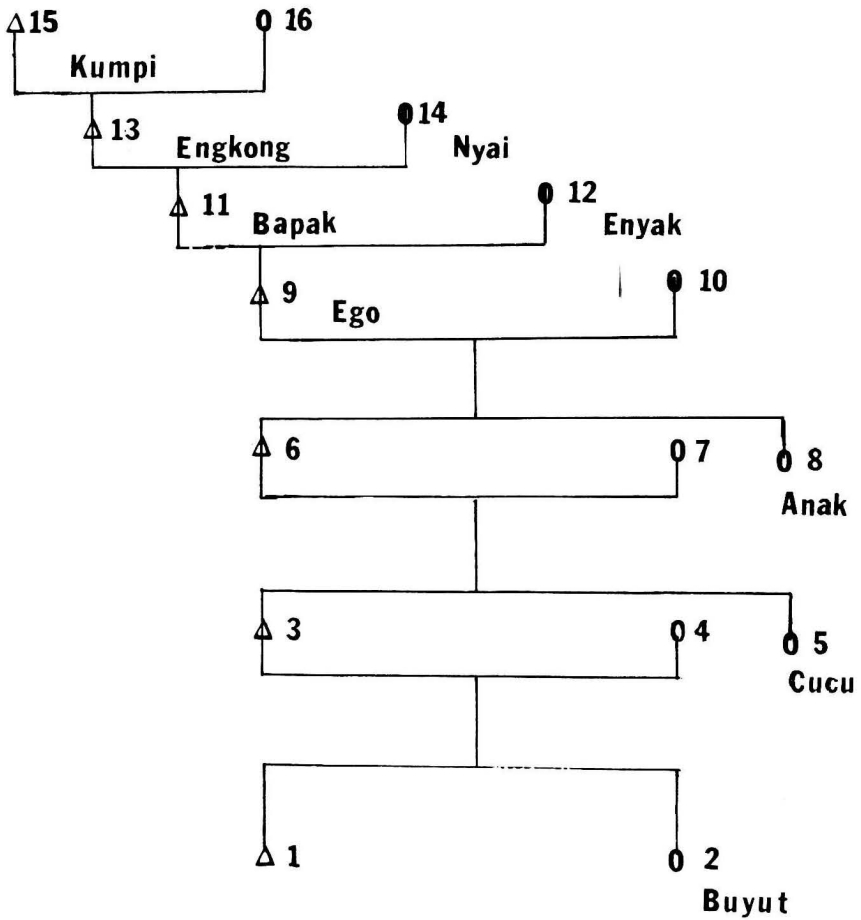 15 16
Kumpi
13 14
Engkong Nyai
11 12
Bapak Enyak
9 10
Ego
6 7 8
Anak
3 4 5
Cucu
1 2
Buyut